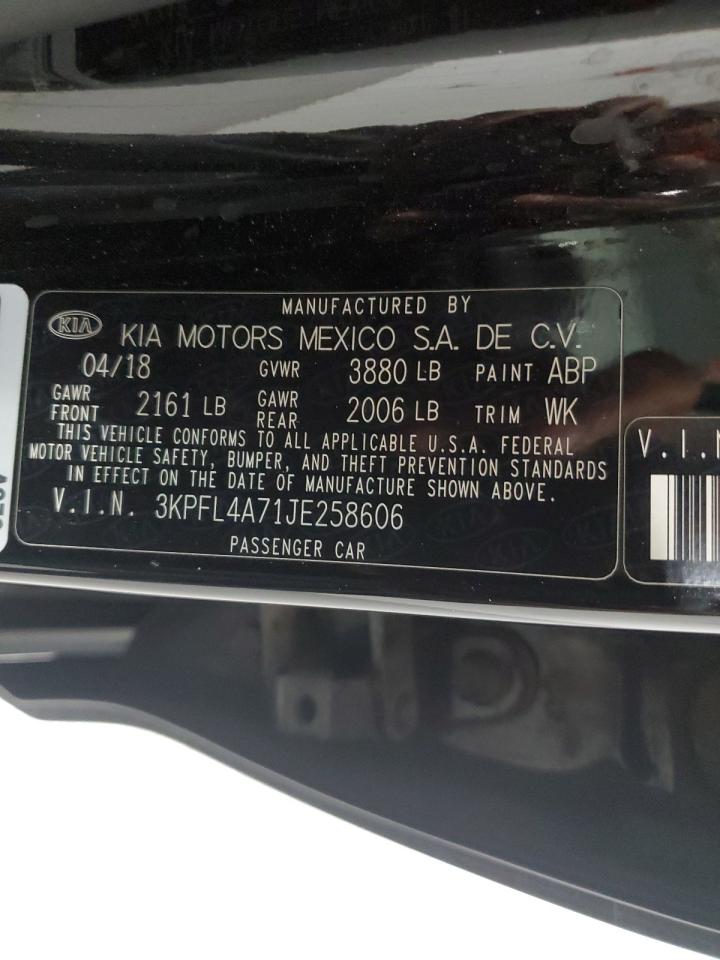 MANUFACTURED BY
KIA KIA MOTORS MEXICO S.A. DE C.V.
04/18 GVWR 3880 LB PAINT ABP
GAWR FRONT 2161 LB GAWR REAR 2006 LB TRIM WK
THIS VEHICLE CONFORMS TO ALL APPLICABLE U.S.A. FEDERAL
MOTOR VEHICLE SAFETY, BUMPER, AND THEFT PREVENTION STANDARDS
IN EFFECT ON THE DATE OF MANUFACTURE SHOWN ABOVE.
V.I.N. 3KPFL4A71JE258606
PASSENGER CAR
V.I.N